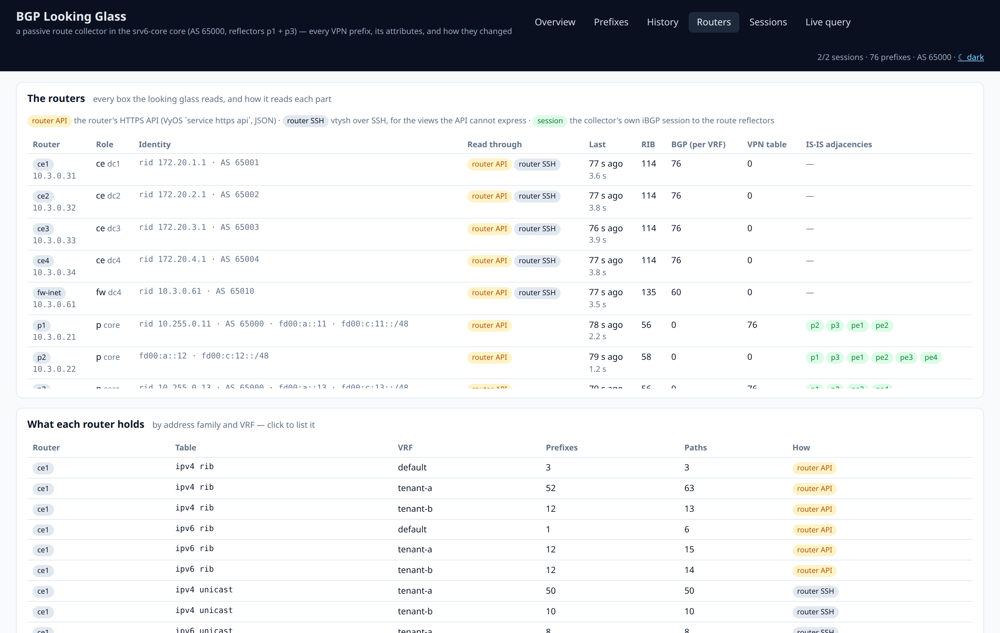 BGP Looking Glass
a passive route collector in the srv6-core core (AS 65000, reflectors p1 + p3) — every VPN prefix, its attributes, and how they changed
Overview Prefixes History Routers Sessions Live query
2/2 sessions · 76 prefixes · AS 65000 · ☾ dark
The routers every box the looking glass reads, and how it reads each part
router API the router's HTTPS API (VyOS `service https api`, JSON) · router SSH vtysh over SSH, for the views the API cannot express · session the collector's own iBGP session to the route reflectors
Router Role Identity Read through Last RIB BGP (per VRF) VPN table IS-IS adjacencies
ce1 ce dc1 rid 172.20.1.1 · AS 65001 router API router SSH 77 s ago 114 76 0 —
10.3.0.31 3.6 s
ce2 ce dc2 rid 172.20.2.1 · AS 65002 router API router SSH 77 s ago 114 76 0 —
10.3.0.32 3.8 s
ce3 ce dc3 rid 172.20.3.1 · AS 65003 router API router SSH 76 s ago 114 76 0 —
10.3.0.33 3.9 s
ce4 ce dc4 rid 172.20.4.1 · AS 65004 router API router SSH 77 s ago 114 76 0 —
10.3.0.34 3.8 s
fw-inet fw dc4 rid 10.3.0.61 · AS 65010 router API router SSH 77 s ago 135 60 0 —
10.3.0.61 3.5 s
p1 p core rid 10.255.0.11 · AS 65000 · fd00:a::11 · fd00:c:11::/48 router API 78 s ago 56 0 76 p2 p3 pe1 pe2
10.3.0.21 2.2 s
p2 p core fd00:a::12 · fd00:c:12::/48 router API 79 s ago 58 0 0 p1 p3 pe1 pe2 pe3 pe4
10.3.0.22 1.2 s
p3 p core rid 10.255.0.13 · AS 65000 · fd00:a::13 · fd00:c:13::/48 router API 79 s ago 56 0 76 p1 p2 pe3 pe4
What each router holds by address family and VRF — click to list it
Router Table VRF Prefixes Paths How
ce1 ipv4 rib default 3 3 router API
ce1 ipv4 rib tenant-a 52 63 router API
ce1 ipv4 rib tenant-b 12 13 router API
ce1 ipv6 rib default 1 6 router API
ce1 ipv6 rib tenant-a 12 15 router API
ce1 ipv6 rib tenant-b 12 14 router API
ce1 ipv4 unicast tenant-a 50 50 router SSH
ce1 ipv4 unicast tenant-b 10 10 router SSH
ce1 ipv6 unicast tenant-a 8 8 router SSH